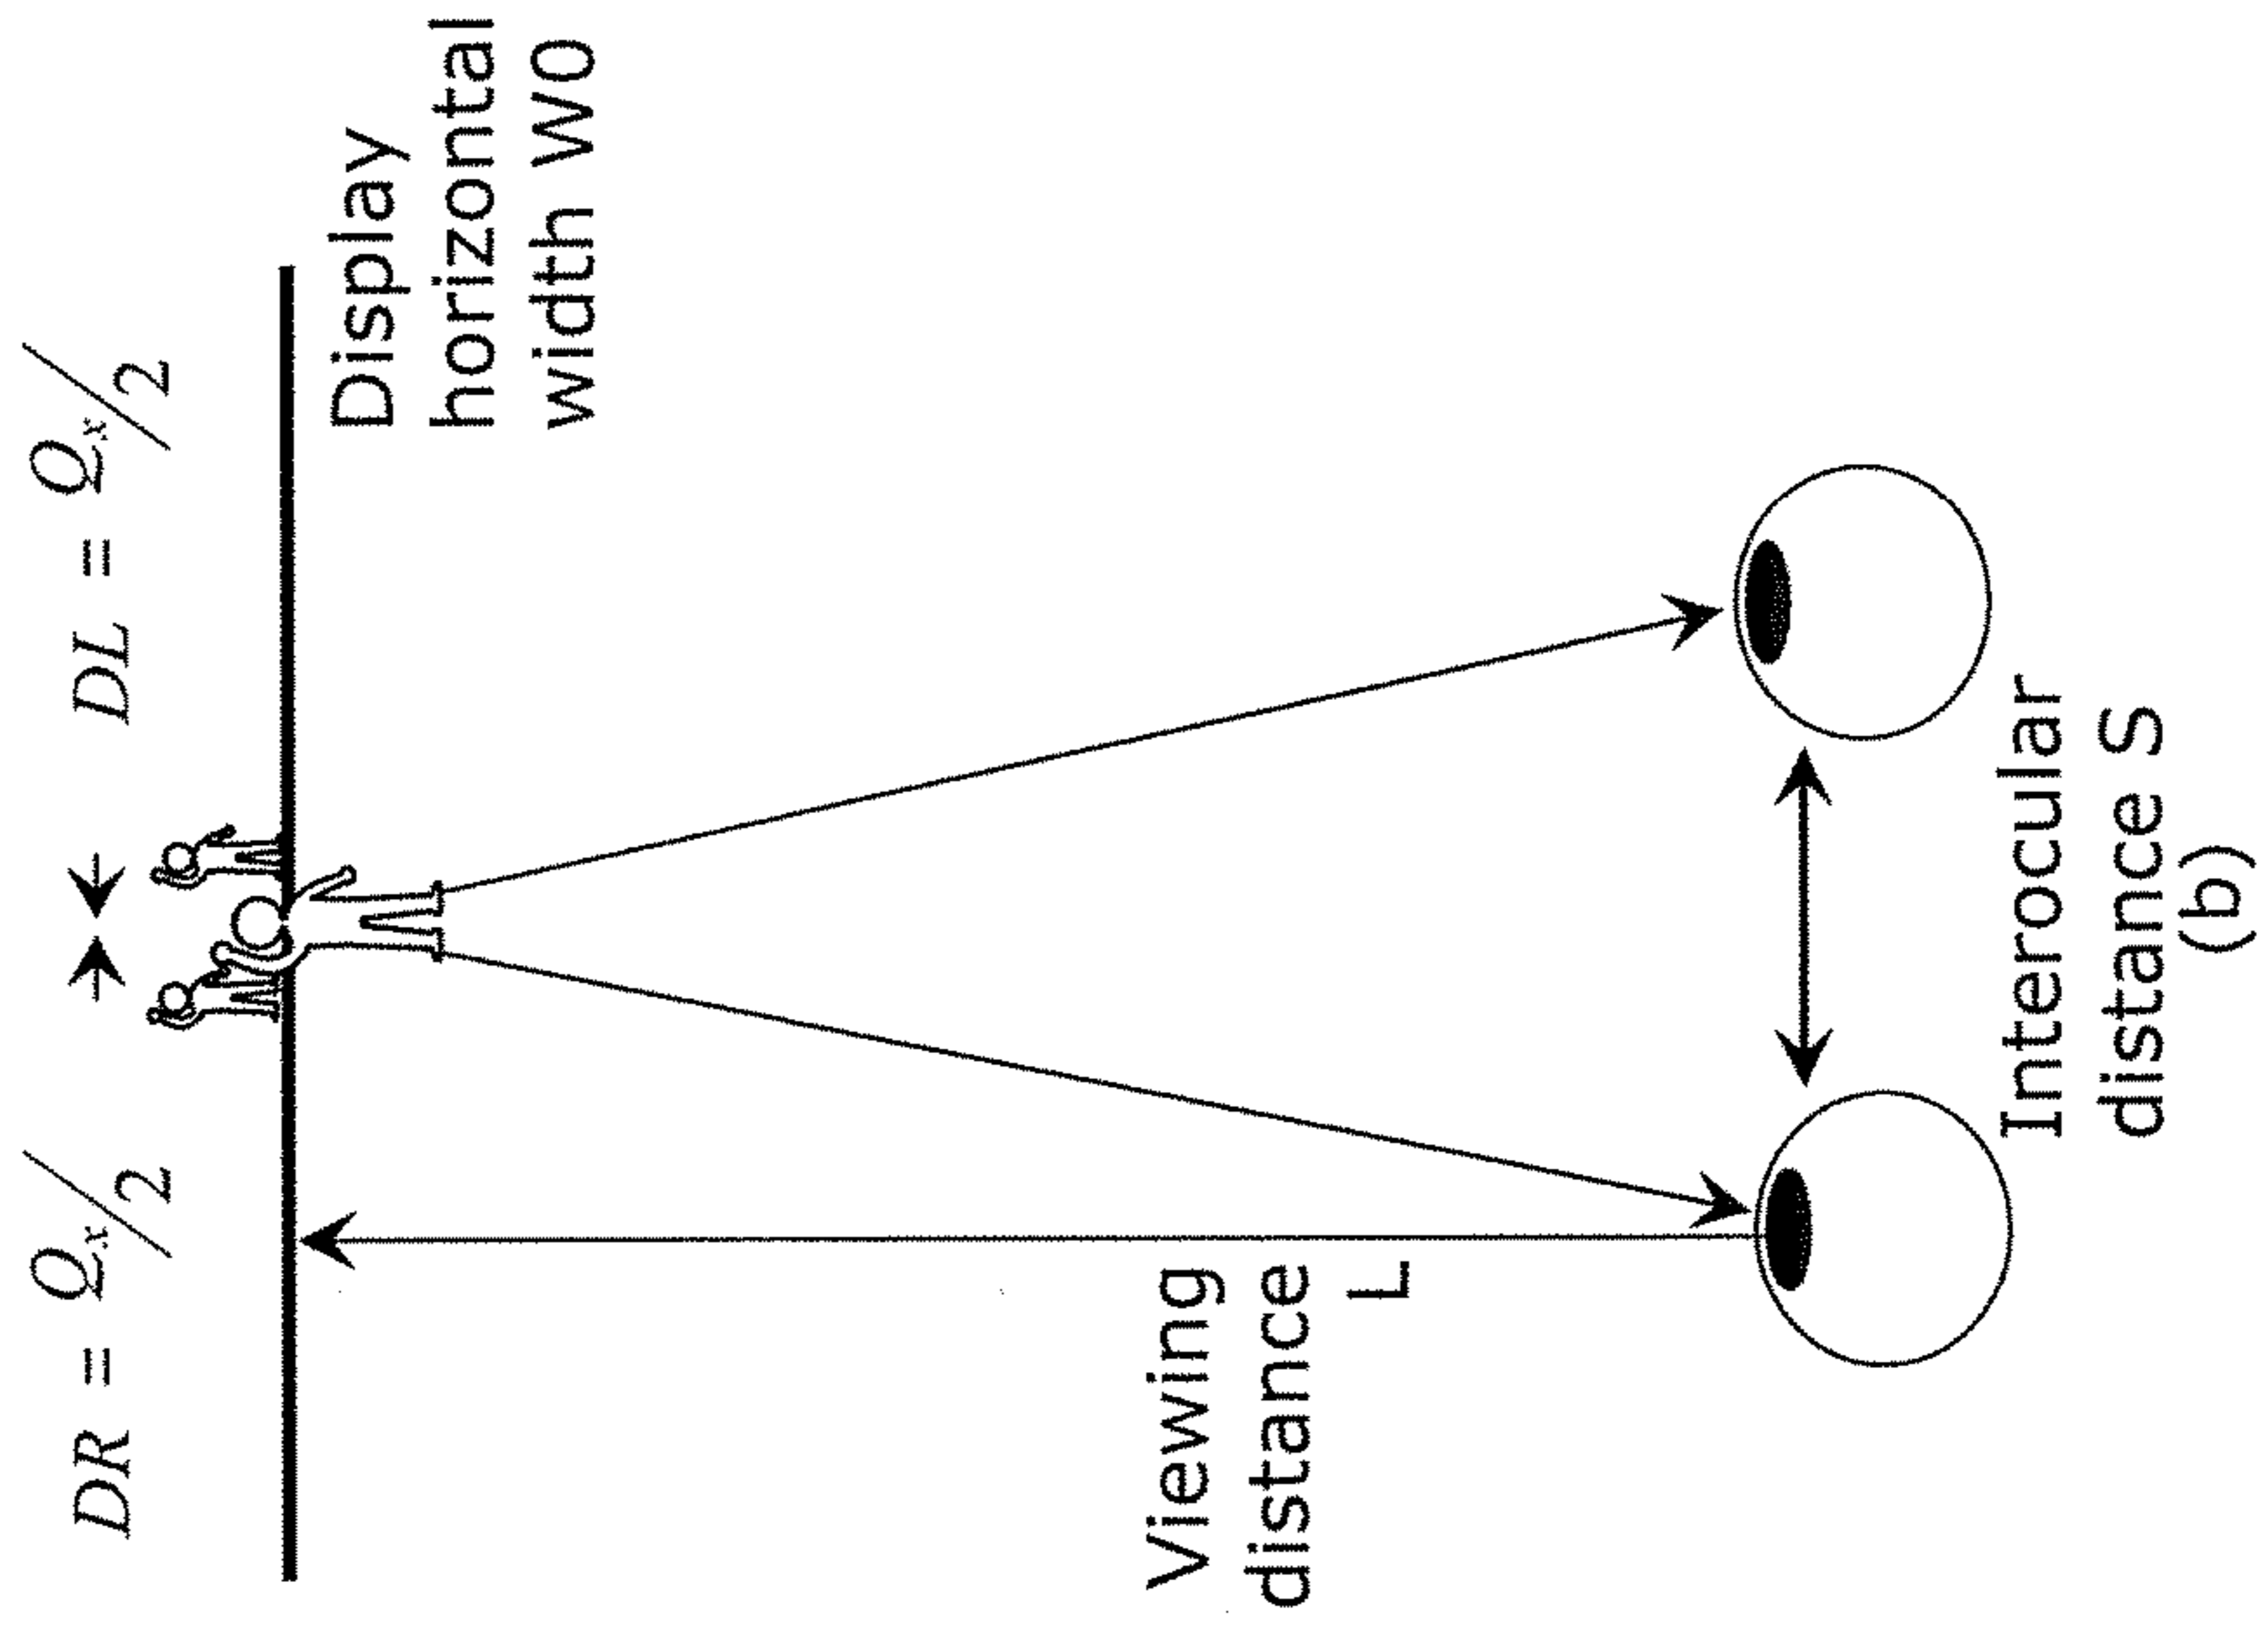 DR = Qx/2
DL = Qx/2
Display
horizontal
width W0
Viewing
distance
L
Interocular
distance S
(b)